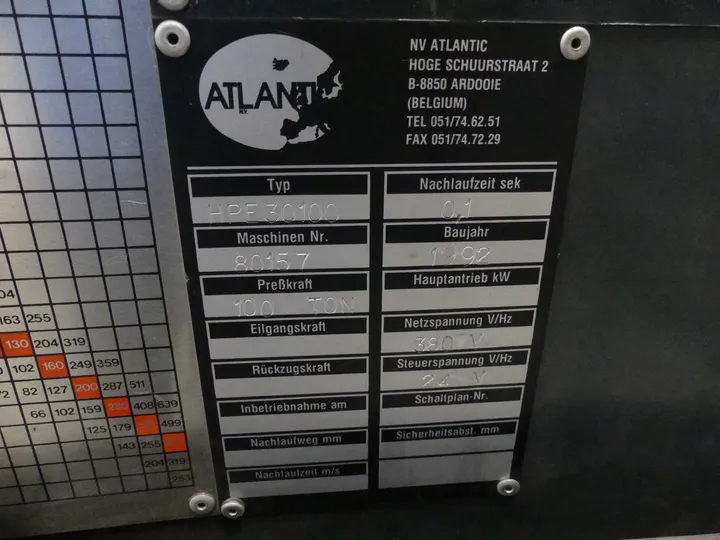 ATLANT
N.V.
NV ATLANTIC
HOGE SCHUURSTRAAT 2
B-8850 ARDOOIE
(BELGIUM)
TEL 051/74.62.51
FAX 051/74.72.29
Typ
HPE 30100
Maschinen Nr.
80157
Preßkraft
100 TON
Eilgangskraft
Rückzugskraft
Inbetriebnahme am
Nachlaufweg mm
Nachlaufzeit m/s
Nachlaufzeit sek
0,1
Baujahr
1992
Hauptantrieb kW
Netzspannung V/Hz
380 V
Steuerspannung V/Hz
24 V
Schaltplan-Nr.
Sicherheitsabst. mm
04
163 255
130 204 319
102 160 249 359
72 82 127 200 287 511
66 102 159 230 408 639
125 179 499
143 255
204 319
253